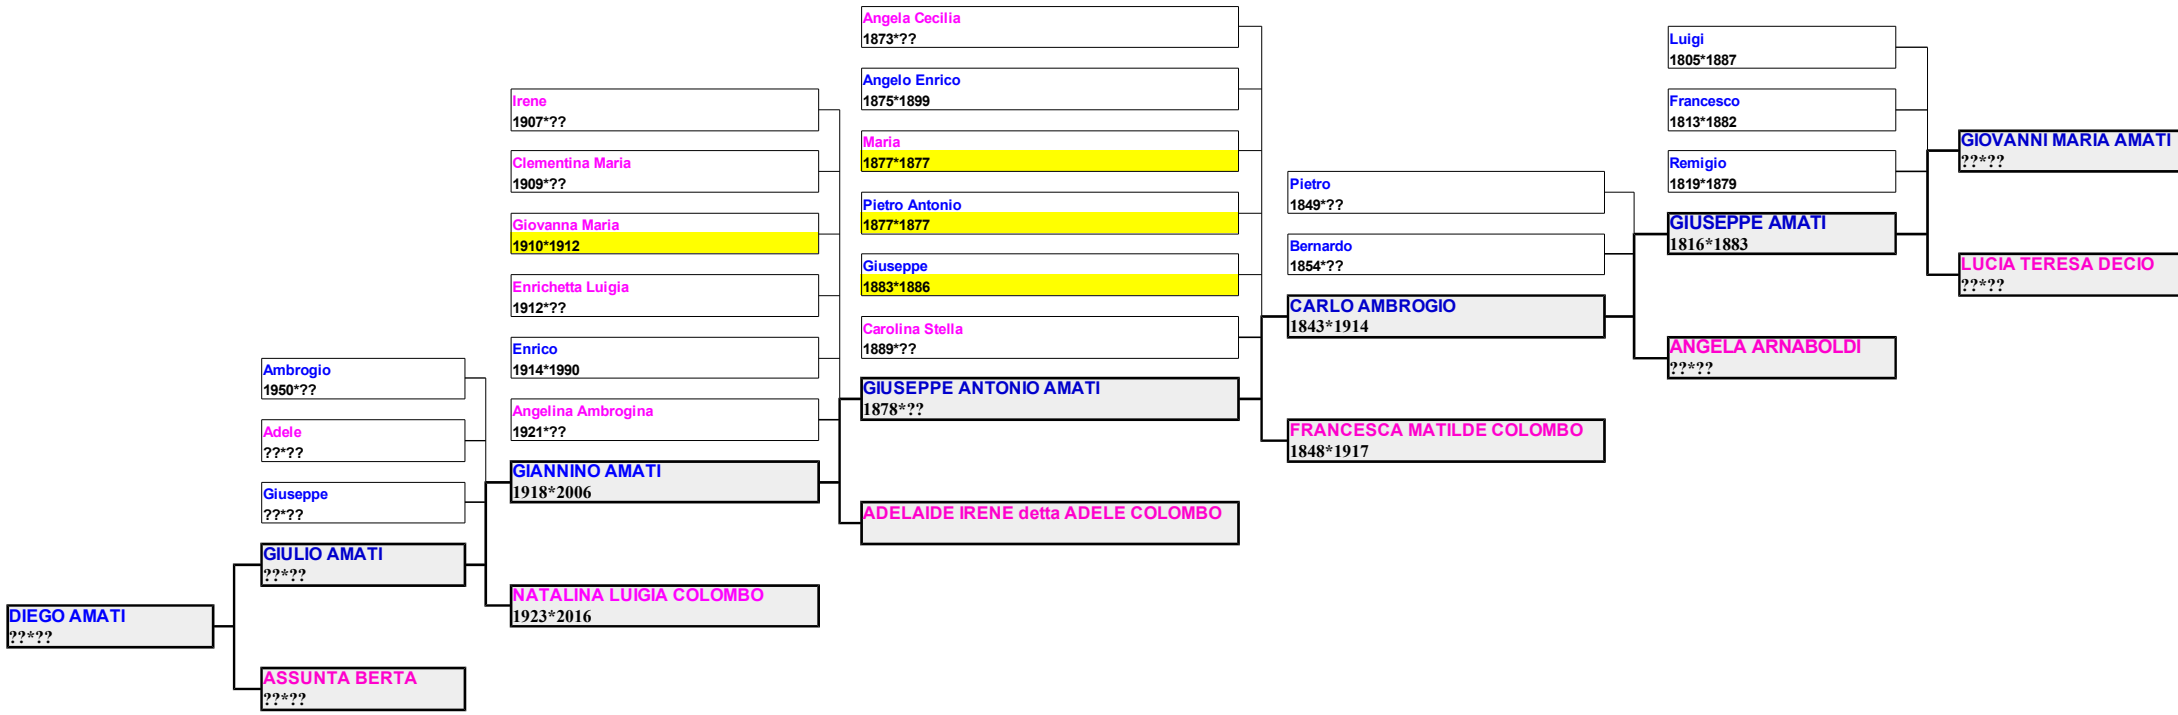 DIEGO AMATI
??*??
Ambrogio
1950*??
Adele
??*??
Giuseppe
??*??
GIULIO AMATI
??*??
ASSUNTA BERTA
??*??
Irene
1907*??
Clementina Maria
1909*??
Giovanna Maria
1910*1912
Enrichetta Luigia
1912*??
Enrico
1914*1990
Angelina Ambrogina
1921*??
GIANNINO AMATI
1918*2006
NATALINA LUIGIA COLOMBO
1923*2016
Angela Cecilia
1873*??
Angelo Enrico
1875*1899
Maria
1877*1877
Pietro Antonio
1877*1877
Giuseppe
1883*1886
Carolina Stella
1889*??
GIUSEPPE ANTONIO AMATI
1878*??
ADELAIDE IRENE detta ADELE COLOMBO
Pietro
1849*??
Bernardo
1854*??
CARLO AMBROGIO
1843*1914
FRANCESCA MATILDE COLOMBO
1848*1917
Luigi
1805*1887
Francesco
1813*1882
Remigio
1819*1879
GIUSEPPE AMATI
1816*1883
ANGELA ARNABOLDI
??*??
GIOVANNI MARIA AMATI
??*??
LUCIA TERESA DECIO
??*??